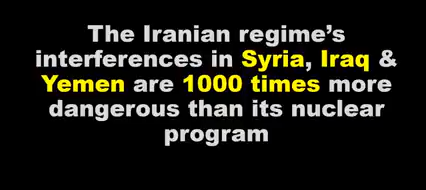 The Iranian regime’s
interferences in Syria, Iraq &
Yemen are 1000 times more
dangerous than its nuclear
program